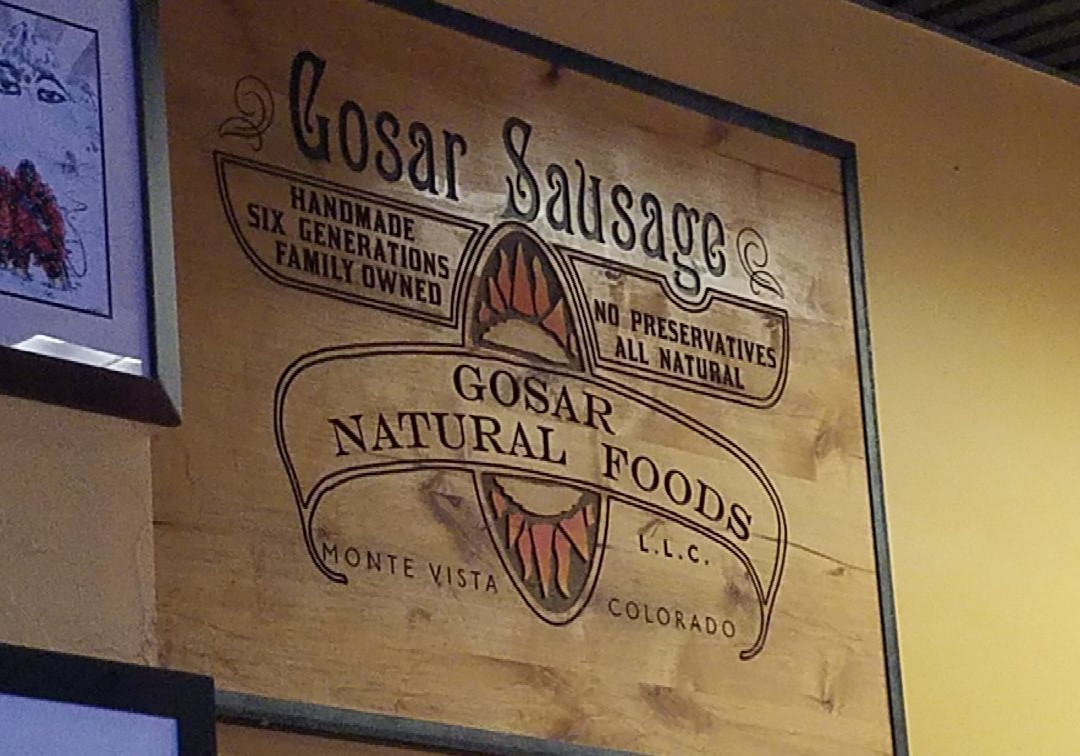 Gosar Sausage
HANDMADE
SIX GENERATIONS
FAMILY OWNED
NO PRESERVATIVES
ALL NATURAL
GOSAR
NATURAL FOODS
L.L.C.
MONTE VISTA COLORADO